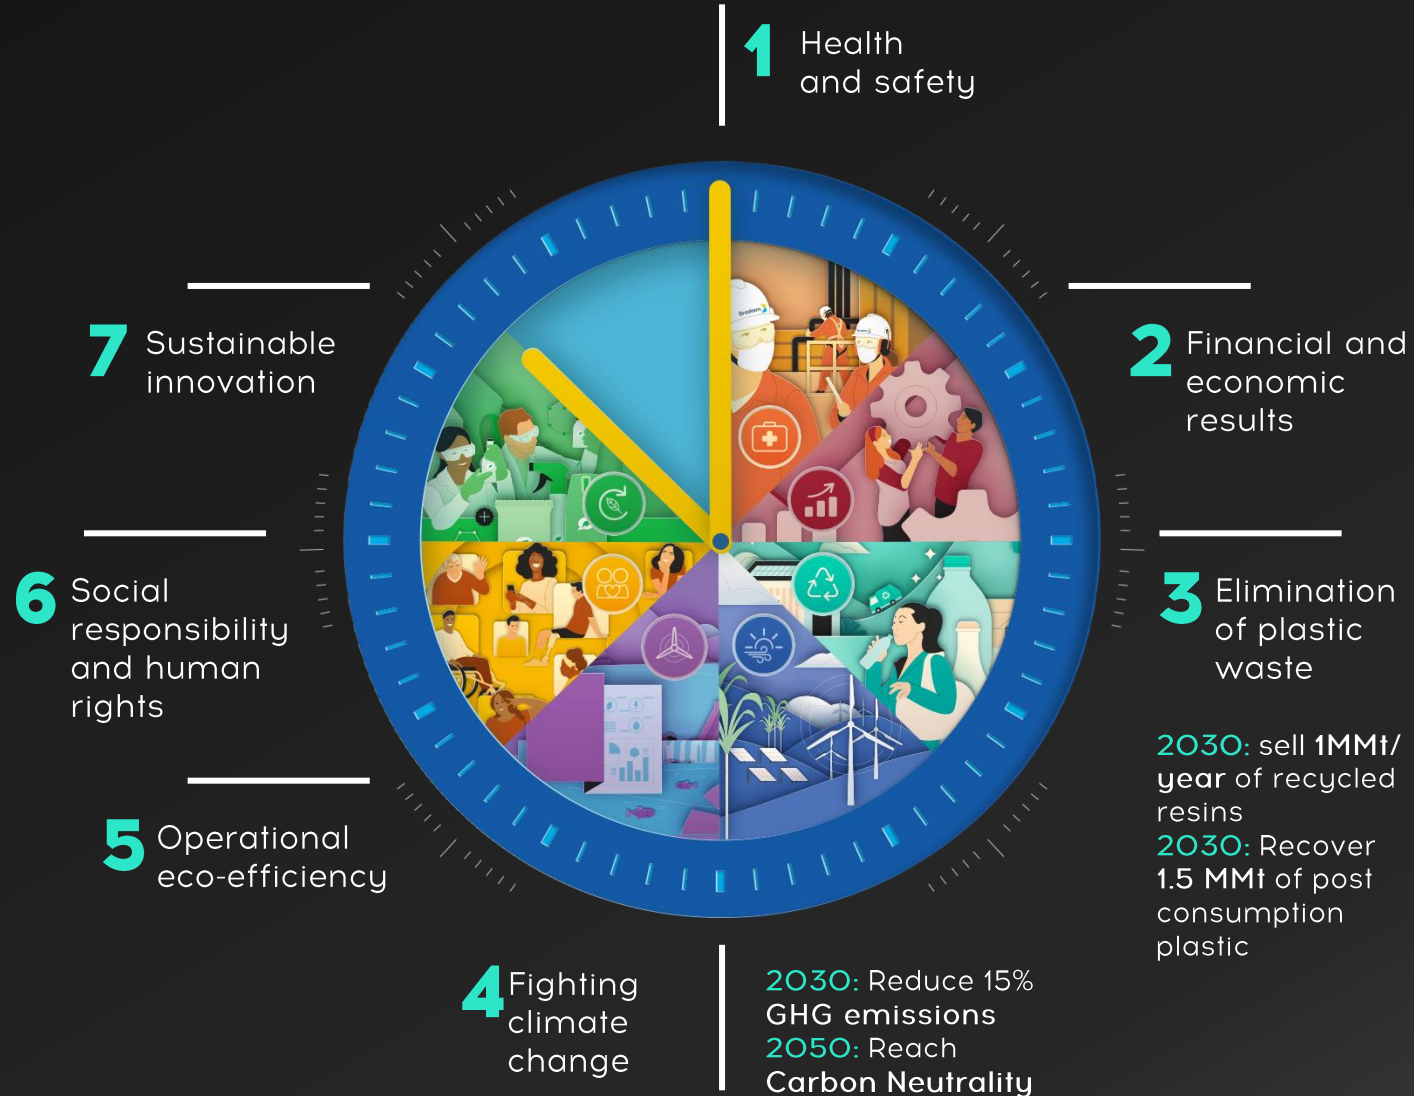 1 Health
and safety
2 Financial and
economic
results
3 Elimination
of plastic
waste
2030: sell 1MMt/
year of recycled
resins
2030: Recover
1.5 MMt of post
consumption
plastic
4 Fighting
climate
change
2030: Reduce 15%
GHG emissions
2050: Reach
Carbon Neutrality
5 Operational
eco-efficiency
6 Social
responsibility
and human
rights
7 Sustainable
innovation
Braskem